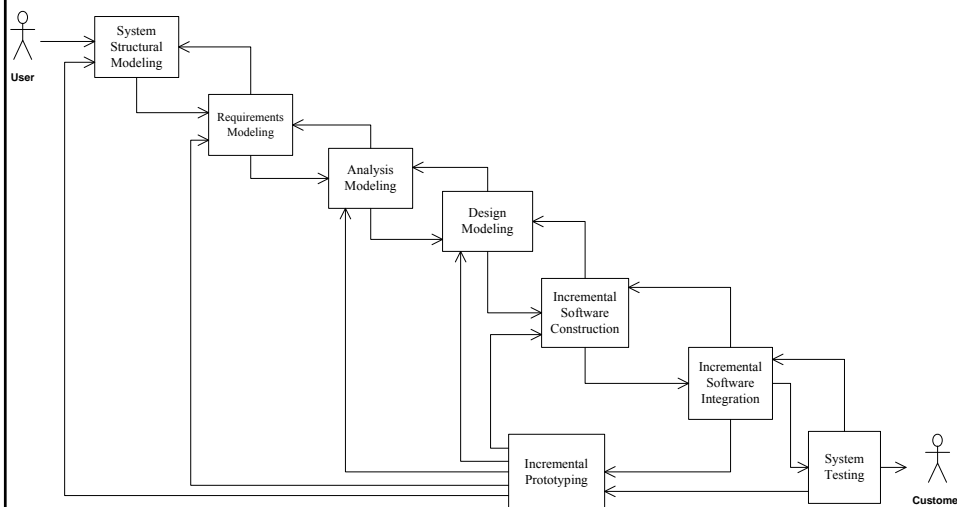 System
Structural
Modeling
User
Requirements
Modeling
Analysis
Modeling
Design
Modeling
Incremental
Software
Construction
Incremental
Software
Integration
Incremental
Prototyping
System
Testing
Custome